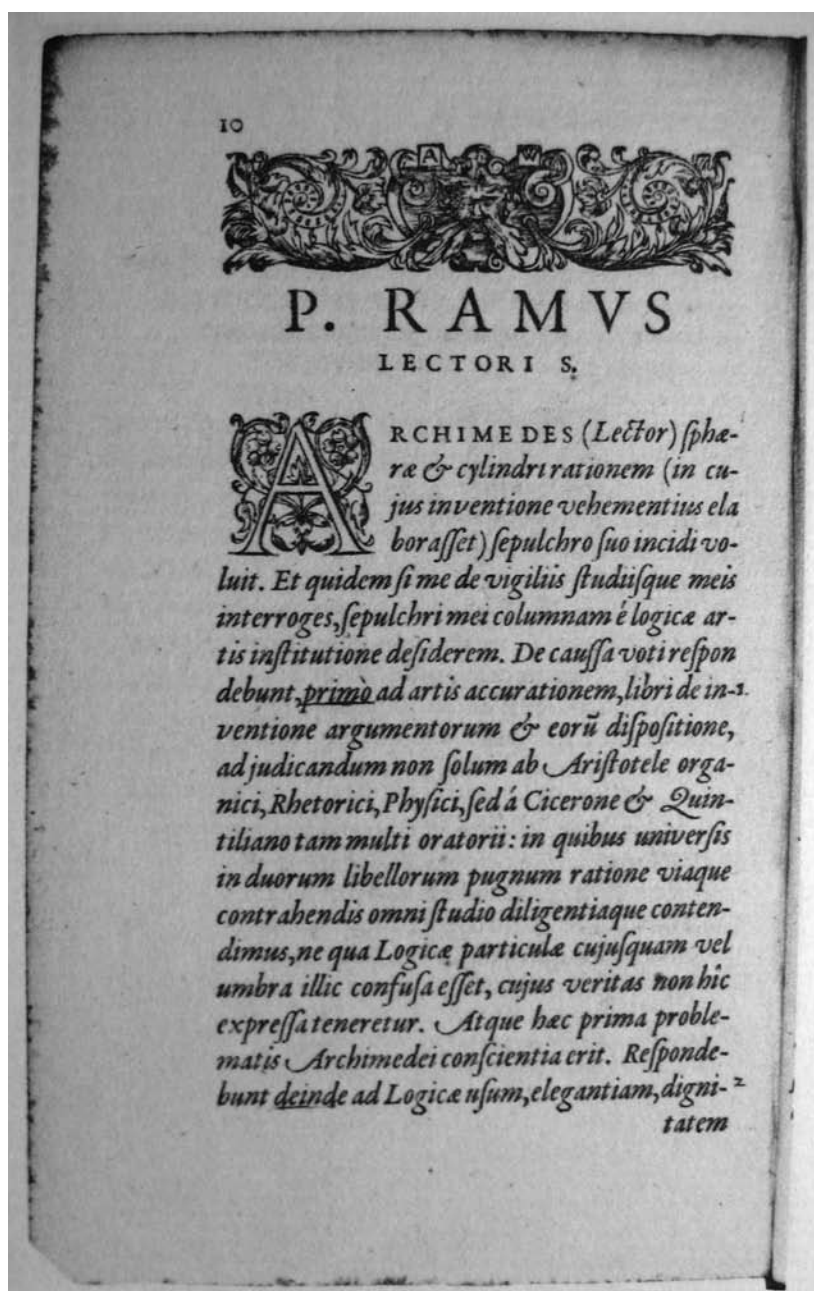 10
A W
P. RAMVS
LECTORI S.
ARCHIMEDES (Lector) ſphæ-
ræ & cylindri rationem (in cu-
jus inventione vehementius ela
boraſſet) ſepulchro ſuo incidi vo-
luit. Et quidem ſi me de vigiliis ſtudiiſque meis
interroges, ſepulchri mei columnam é logicæ ar-
tis inſtitutione deſiderem. De cauſſa voti reſpon
debunt, primò ad artis accurationem, libri de in- 1.
ventione argumentorum & eorũ diſpoſitione,
ad judicandum non ſolum ab Ariſtotele orga-
nici, Rhetorici, Phyſici, ſed á Cicerone & Quin-
tiliano tam multi oratorii: in quibus univerſis
in duorum libellorum pugnum ratione viaque
contrahendis omni ſtudio diligentiaque conten-
dimus, ne qua Logicæ particulæ cujuſquam vel
umbra illic confuſa eſſet, cujus veritas non hîc
expreſſa teneretur. Atque hæc prima proble-
matis Archimedei conſcientia erit. Reſponde-
bunt deinde ad Logicæ uſum, elegantiam, digni- 2
tatem